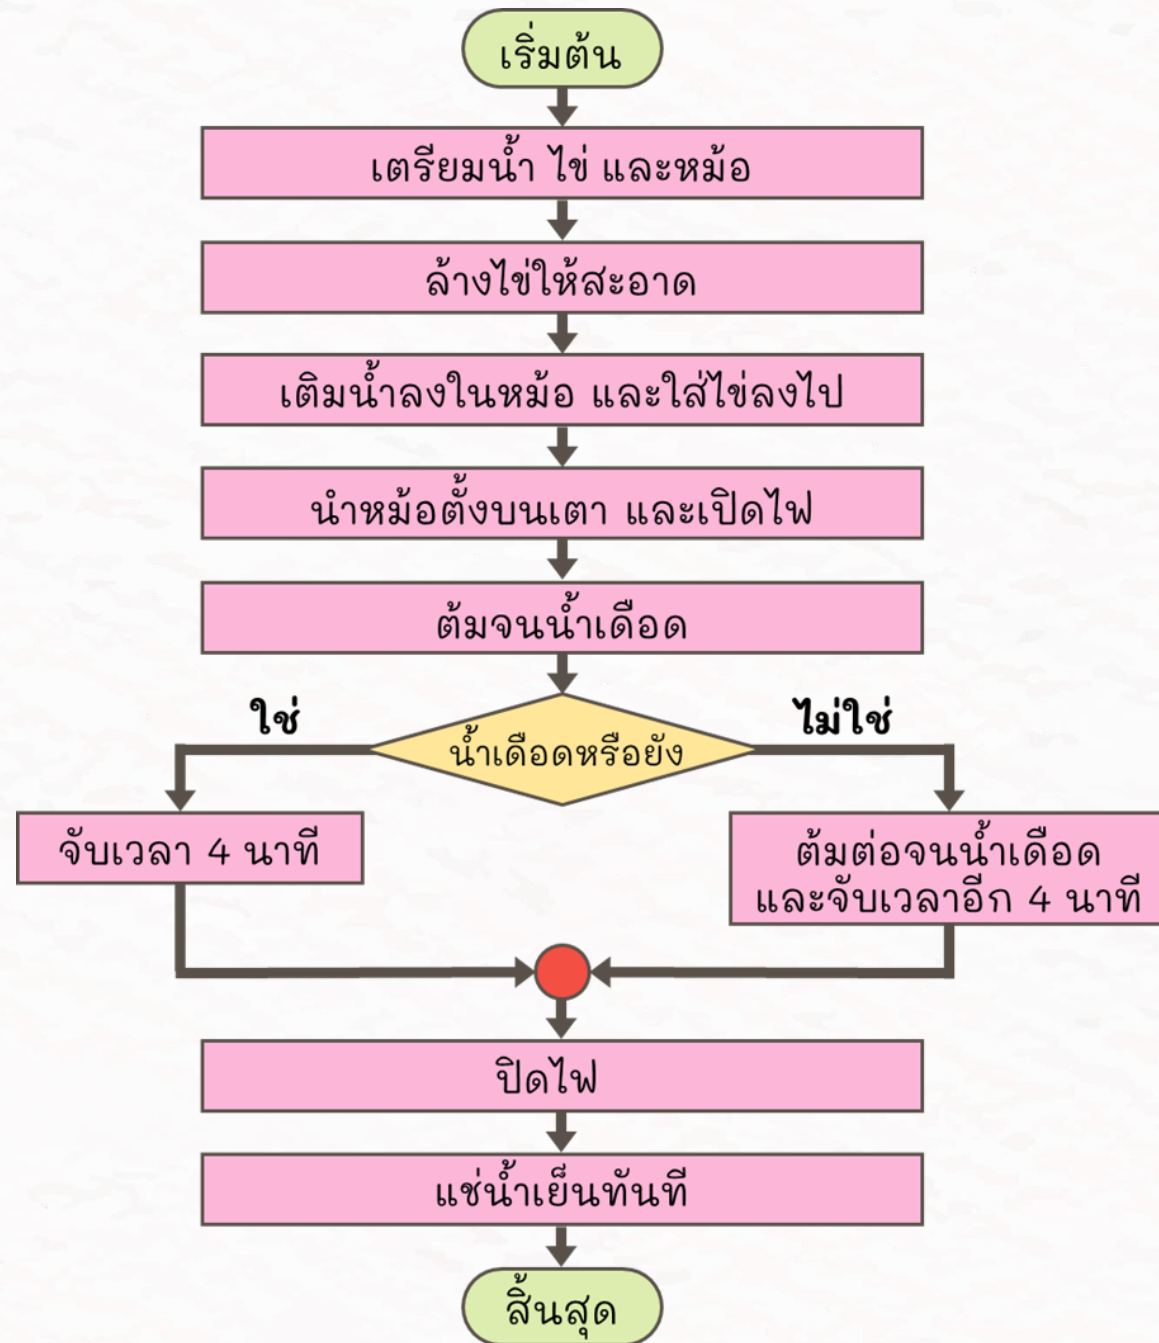 เริ่มต้น
เตรียมน้ำ ไข่ และหม้อ
ล้างไข่ให้สะอาด
เติมน้ำลงในหม้อ และใส่ไข่ลงไป
นำหม้อตั้งบนเตา และเปิดไฟ
ต้มจนน้ำเดือด
ใช่
ไม่ใช่
น้ำเดือดหรือยัง
จับเวลา 4 นาที
ต้มต่อจนน้ำเดือด
และจับเวลาอีก 4 นาที
ปิดไฟ
แช่น้ำเย็นทันที
สิ้นสุด